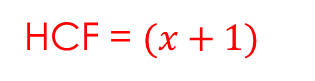 HCF = (x + 1)